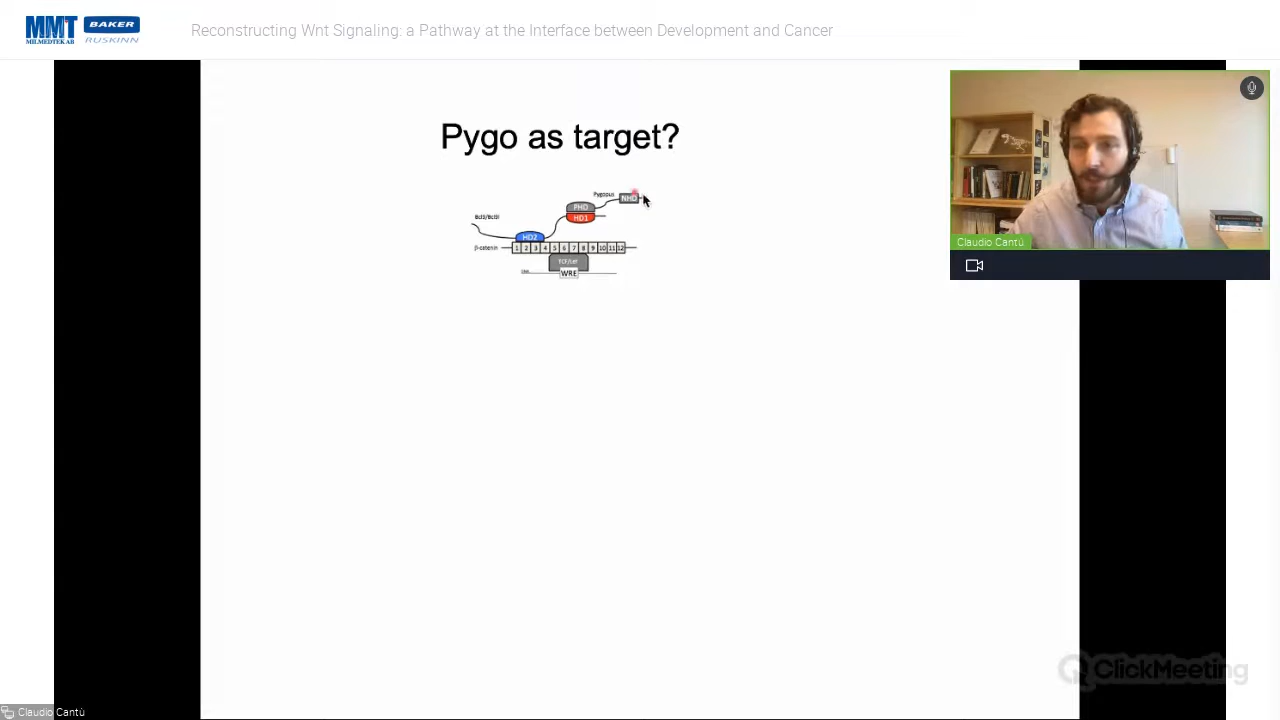 MMT
MILMEDTEK AB
BAKER
RUSKINN
Reconstructing Wnt Signaling: a Pathway at the Interface between Development and Cancer
Pygo as target?
Pygopus
NHD
PHD
HD1
Bcl9/Bcl9l
HD2
β-catenin
1 2 3 4 5 6 7 8 9 10 11 12
TCF/Lef
WRE
Claudio Cantù
ClickMeeting
Claudio Cantù